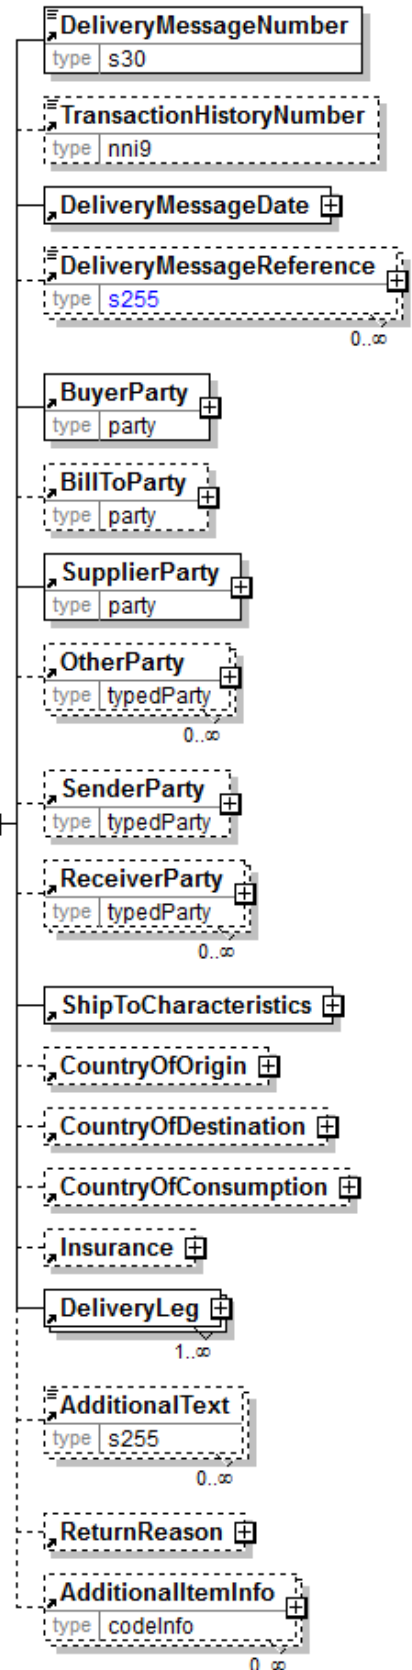 DeliveryMessageNumber
type s30
TransactionHistoryNumber
type nni9
DeliveryMessageDate
DeliveryMessageReference
type s255
0..∞
BuyerParty
type party
BillToParty
type party
SupplierParty
type party
OtherParty
type typedParty
0..∞
SenderParty
type typedParty
ReceiverParty
type typedParty
0..∞
ShipToCharacteristics
CountryOfOrigin
CountryOfDestination
CountryOfConsumption
Insurance
DeliveryLeg
1..∞
AdditionalText
type s255
0..∞
ReturnReason
AdditionalItemInfo
type codeInfo
0..∞